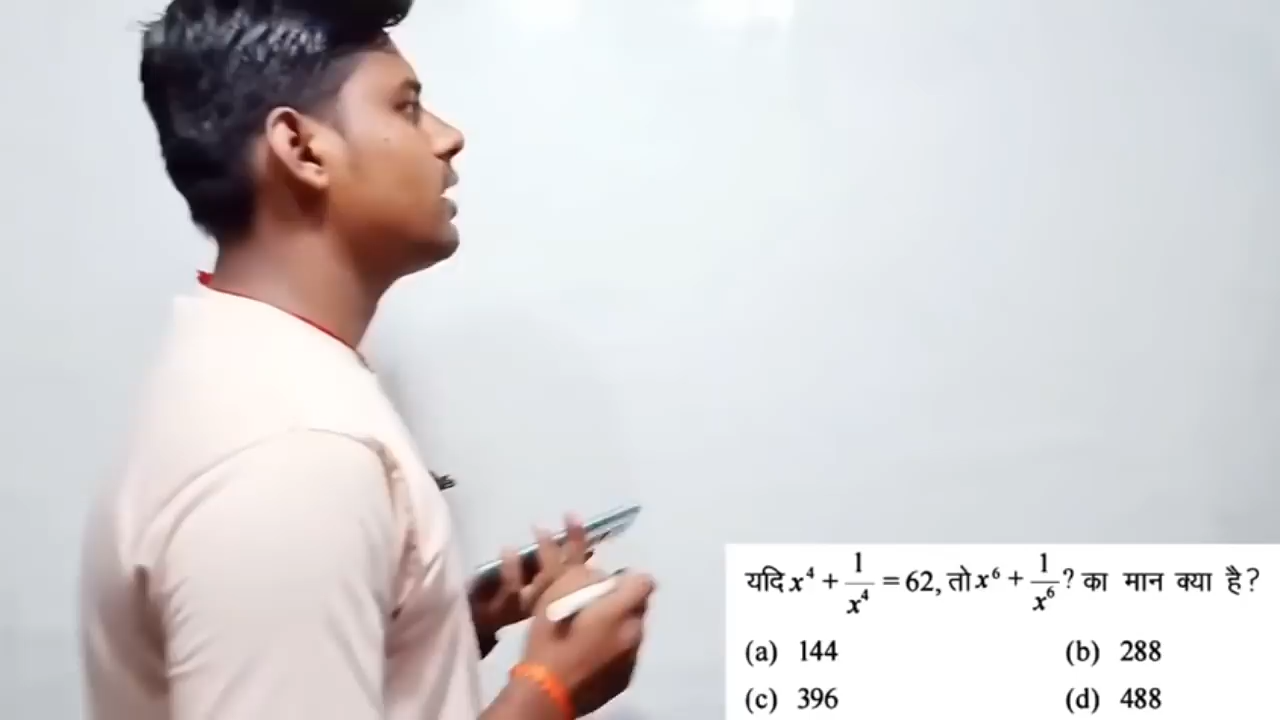 यदि x⁴ + 1/x⁴ = 62, तो x⁶ + 1/x⁶ ? का मान क्या है ?
(a) 144 (b) 288
(c) 396 (d) 488